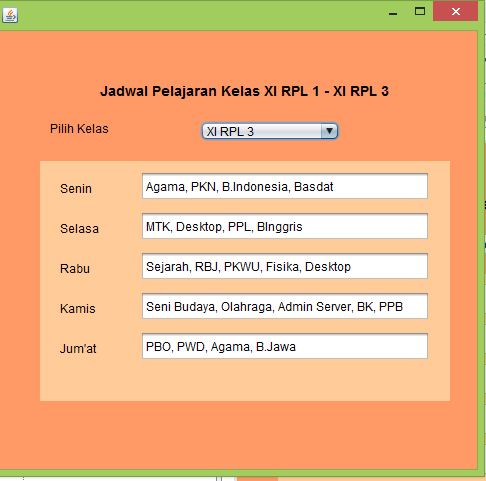 Jadwal Pelajaran Kelas XI RPL 1 - XI RPL 3
Pilih Kelas XI RPL 3
Senin Agama, PKN, B.Indonesia, Basdat
Selasa MTK, Desktop, PPL, BInggris
Rabu Sejarah, RBJ, PKWU, Fisika, Desktop
Kamis Seni Budaya, Olahraga, Admin Server, BK, PPB
Jum'at PBO, PWD, Agama, B.Jawa